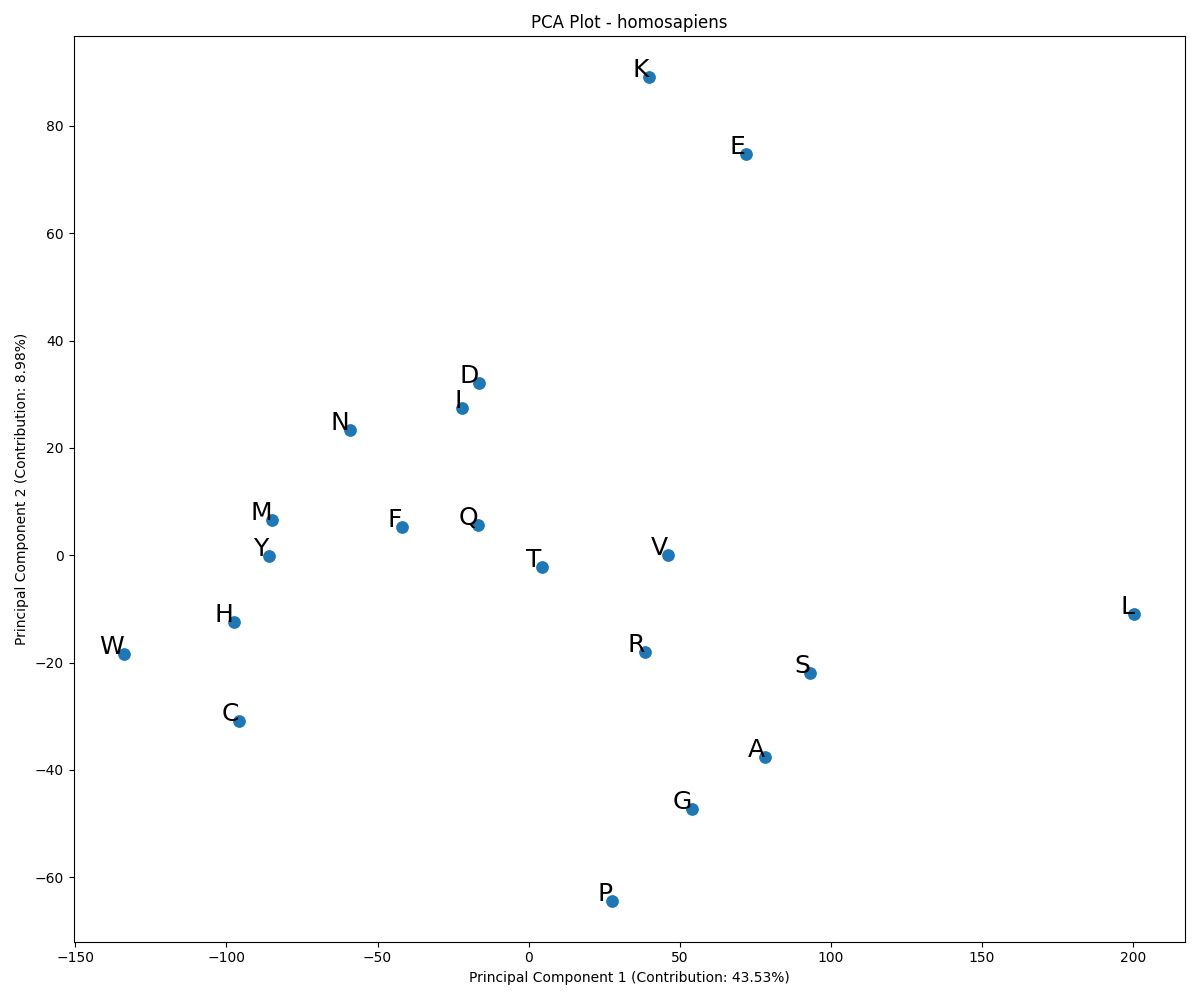 PCA Plot - homosapiens
K
E
80
60
40
D
I
N
20
M
F
Q
Y
T
V
0
H
L
W
R
S
−20
C
A
−40
G
P
−60
−150 −100 −50 0 50 100 150 200
Principal Component 1 (Contribution: 43.53%)
Principal Component 2 (Contribution: 8.98%)